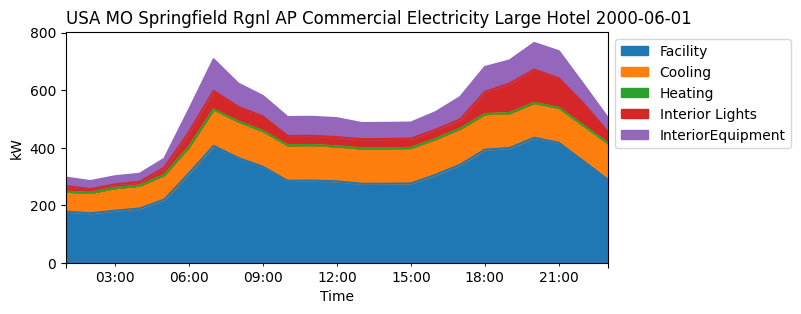 USA MO Springfield Rgnl AP Commercial Electricity Large Hotel 2000-06-01
800
600
400
200
0
kW
03:00 06:00 09:00 12:00 15:00 18:00 21:00
Time
Facility
Cooling
Heating
Interior Lights
InteriorEquipment